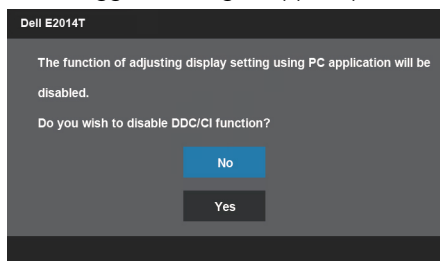 Dell E2014T
The function of adjusting display setting using PC application will be
disabled.
Do you wish to disable DDC/CI function?
No
Yes